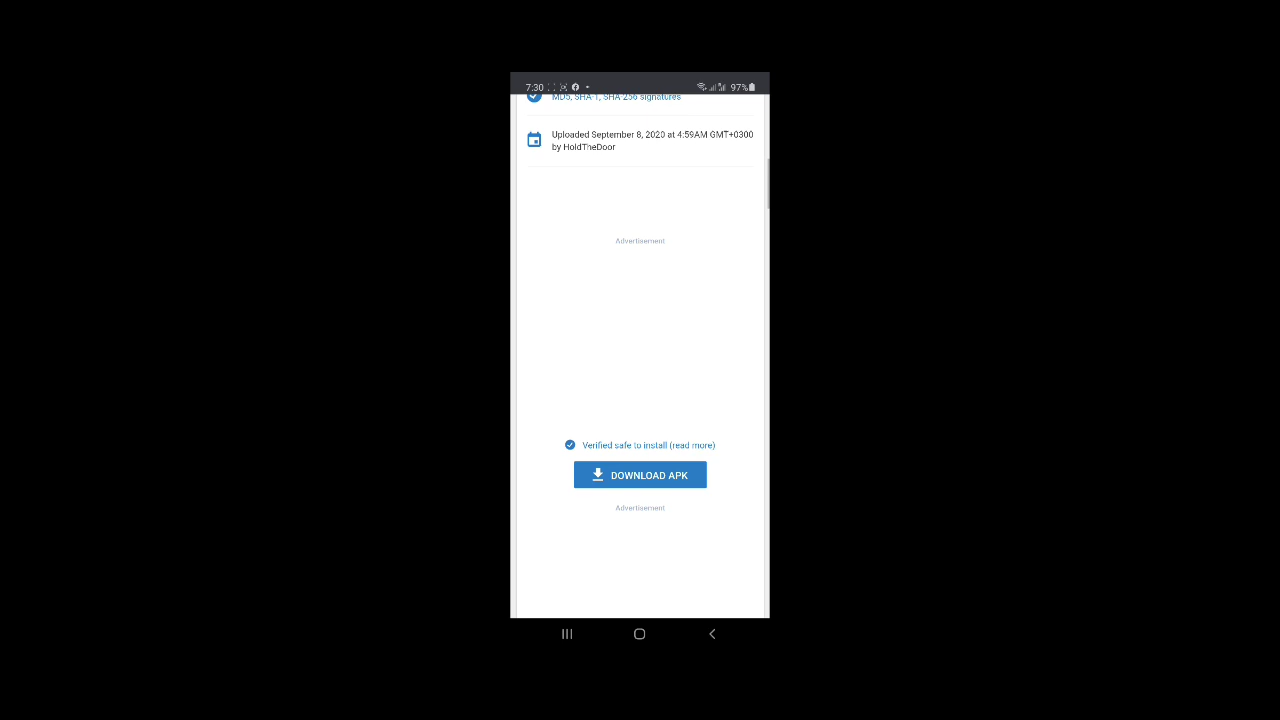 7:30
97%
MD5, SHA-1, SHA-256 signatures
Uploaded September 8, 2020 at 4:59AM GMT+0300
by HoldTheDoor
Advertisement
Verified safe to install (read more)
DOWNLOAD APK
Advertisement